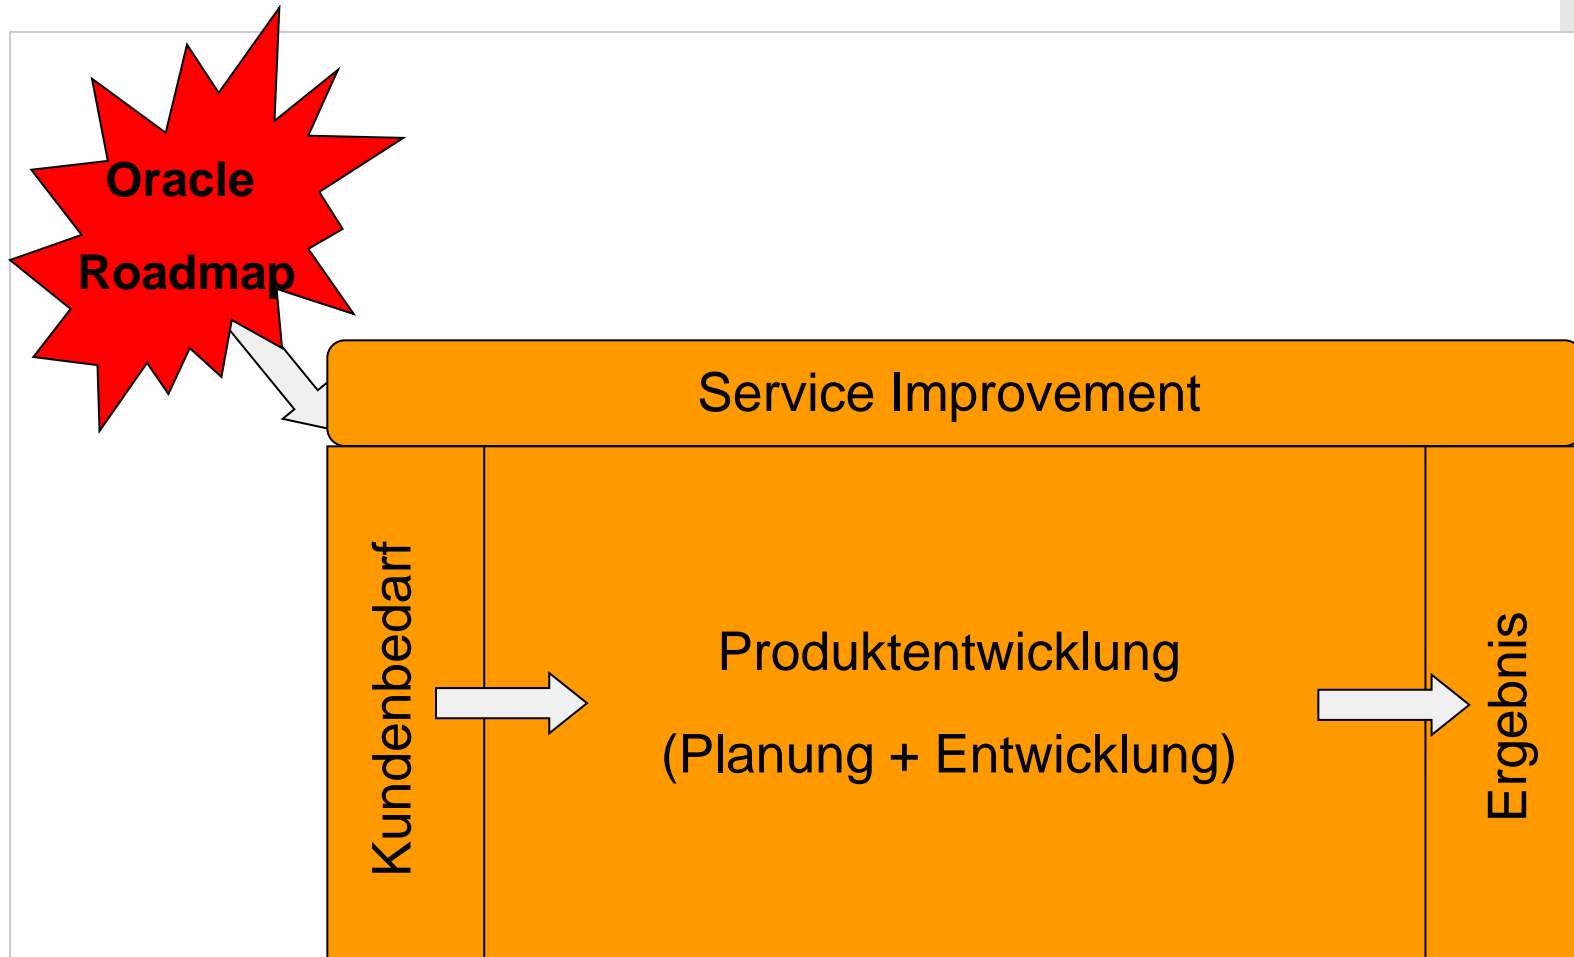 Oracle
Roadmap
Service Improvement
Kundenbedarf
Produktentwicklung
(Planung + Entwicklung)
Ergebnis